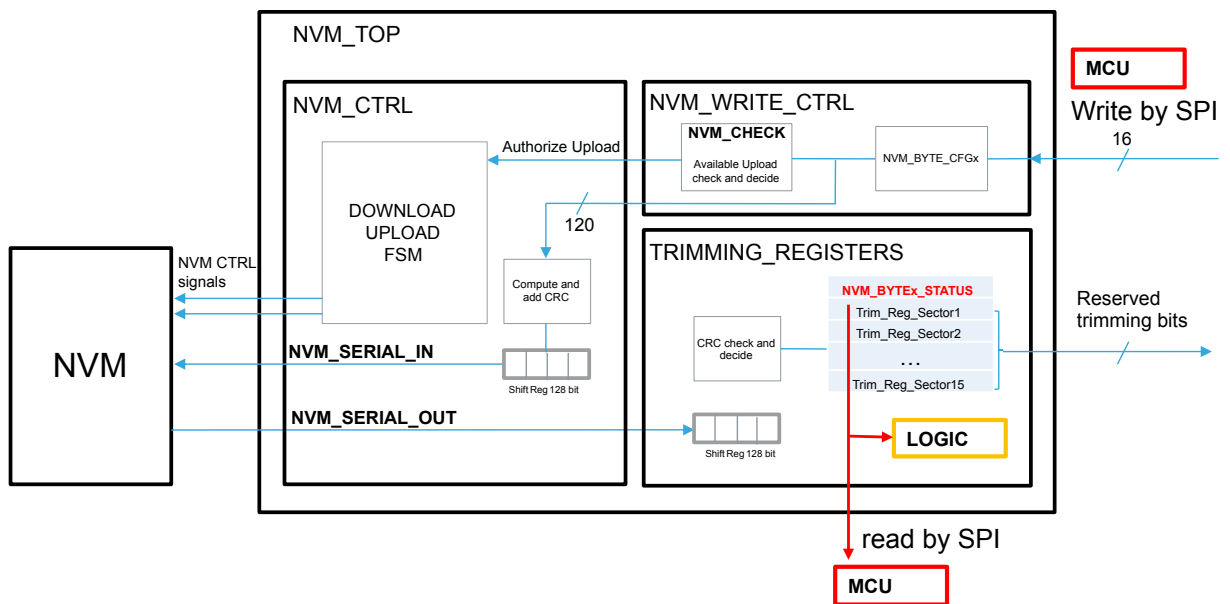 NVM_TOP
MCU
Write by SPI
16
NVM_CTRL
NVM_WRITE_CTRL
NVM_CHECK
Available Upload
check and decide
NVM_BYTE_CFGx
Authorize Upload
120
DOWNLOAD
UPLOAD
FSM
Compute and
add CRC
NVM CTRL
signals
NVM
NVM_SERIAL_IN
Shift Reg 128 bit
NVM_SERIAL_OUT
TRIMMING_REGISTERS
NVM_BYTEx_STATUS
Trim_Reg_Sector1
Trim_Reg_Sector2
...
Trim_Reg_Sector15
CRC check and
decide
Shift Reg 128 bit
LOGIC
Reserved
trimming bits
read by SPI
MCU